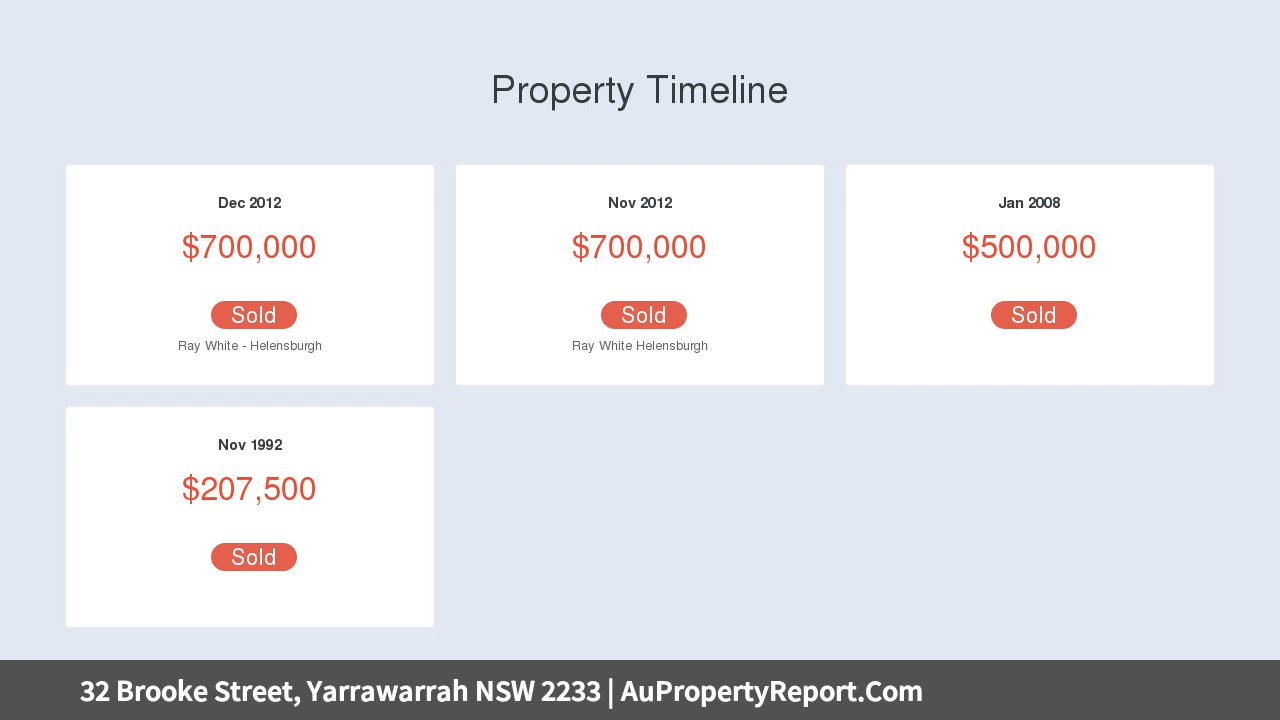 Property Timeline
Dec 2012
$700,000
Sold
Ray White - Helensburgh
Nov 2012
$700,000
Sold
Ray White Helensburgh
Jan 2008
$500,000
Sold
Nov 1992
$207,500
Sold
32 Brooke Street, Yarrawarrah NSW 2233 | AuPropertyReport.Com